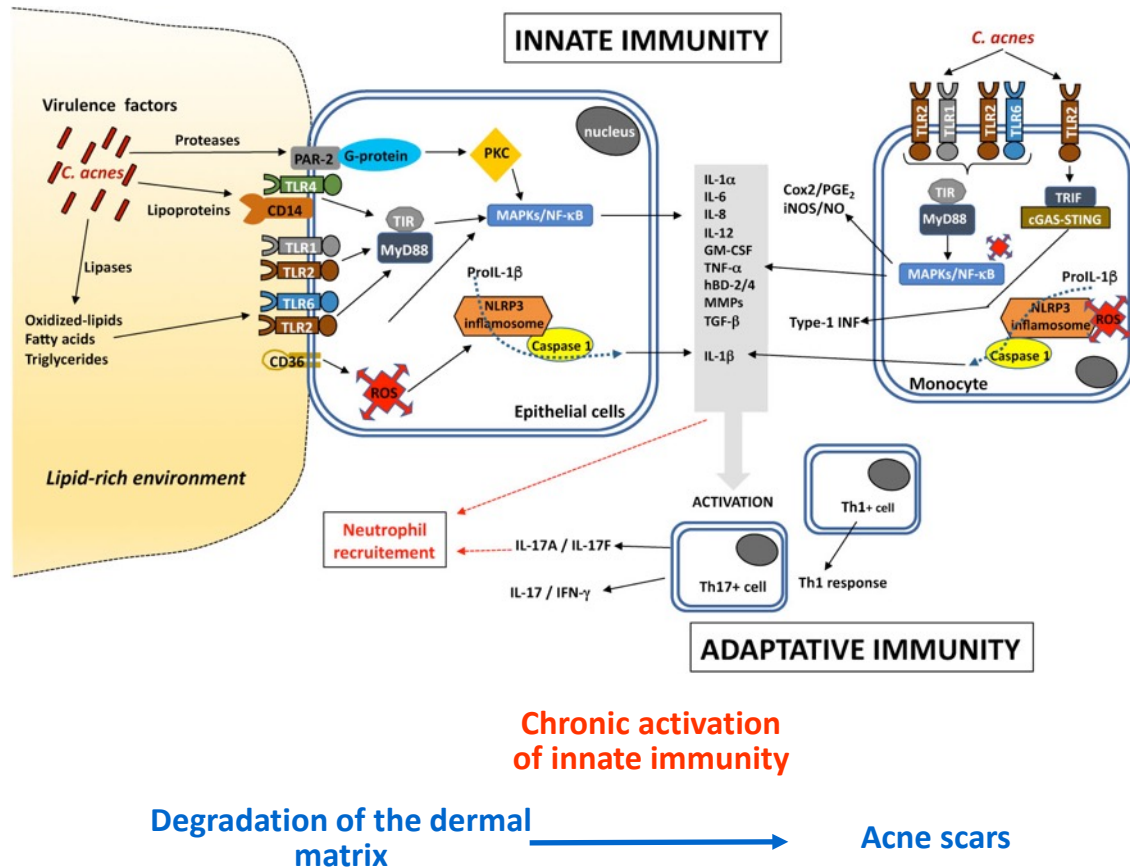 INNATE IMMUNITY
Virulence factors
C. acnes
Proteases
Lipoproteins
Lipases
Oxidized-lipids
Fatty acids
Triglycerides
Lipid-rich environment
PAR-2
G-protein
PKC
nucleus
TLR4
CD14
TIR
MyD88
MAPKs/NF-κB
TLR1
TLR2
TLR6
TLR2
CD36
ROS
ProIL-1β
NLRP3
inflamosome
Caspase 1
Epithelial cells
IL-1α
IL-6
IL-8
IL-12
GM-CSF
TNF-α
hBD-2/4
MMPs
TGF-β
IL-1β
C. acnes
TLR2
TLR1
TLR2
TLR6
TLR2
Cox2/PGE₂
iNOS/NO
TIR
MyD88
MAPKs/NF-κB
TRIF
cGAS-STING
ProIL-1β
Type-1 INF
NLRP3
inflamosome
ROS
Caspase 1
Monocyte
ACTIVATION
Neutrophil
recruitement
IL-17A / IL-17F
IL-17 / IFN-γ
Th17+ cell
Th1+ cell
Th1 response
ADAPTATIVE IMMUNITY
Chronic activation
of innate immunity
Degradation of the dermal
matrix
Acne scars